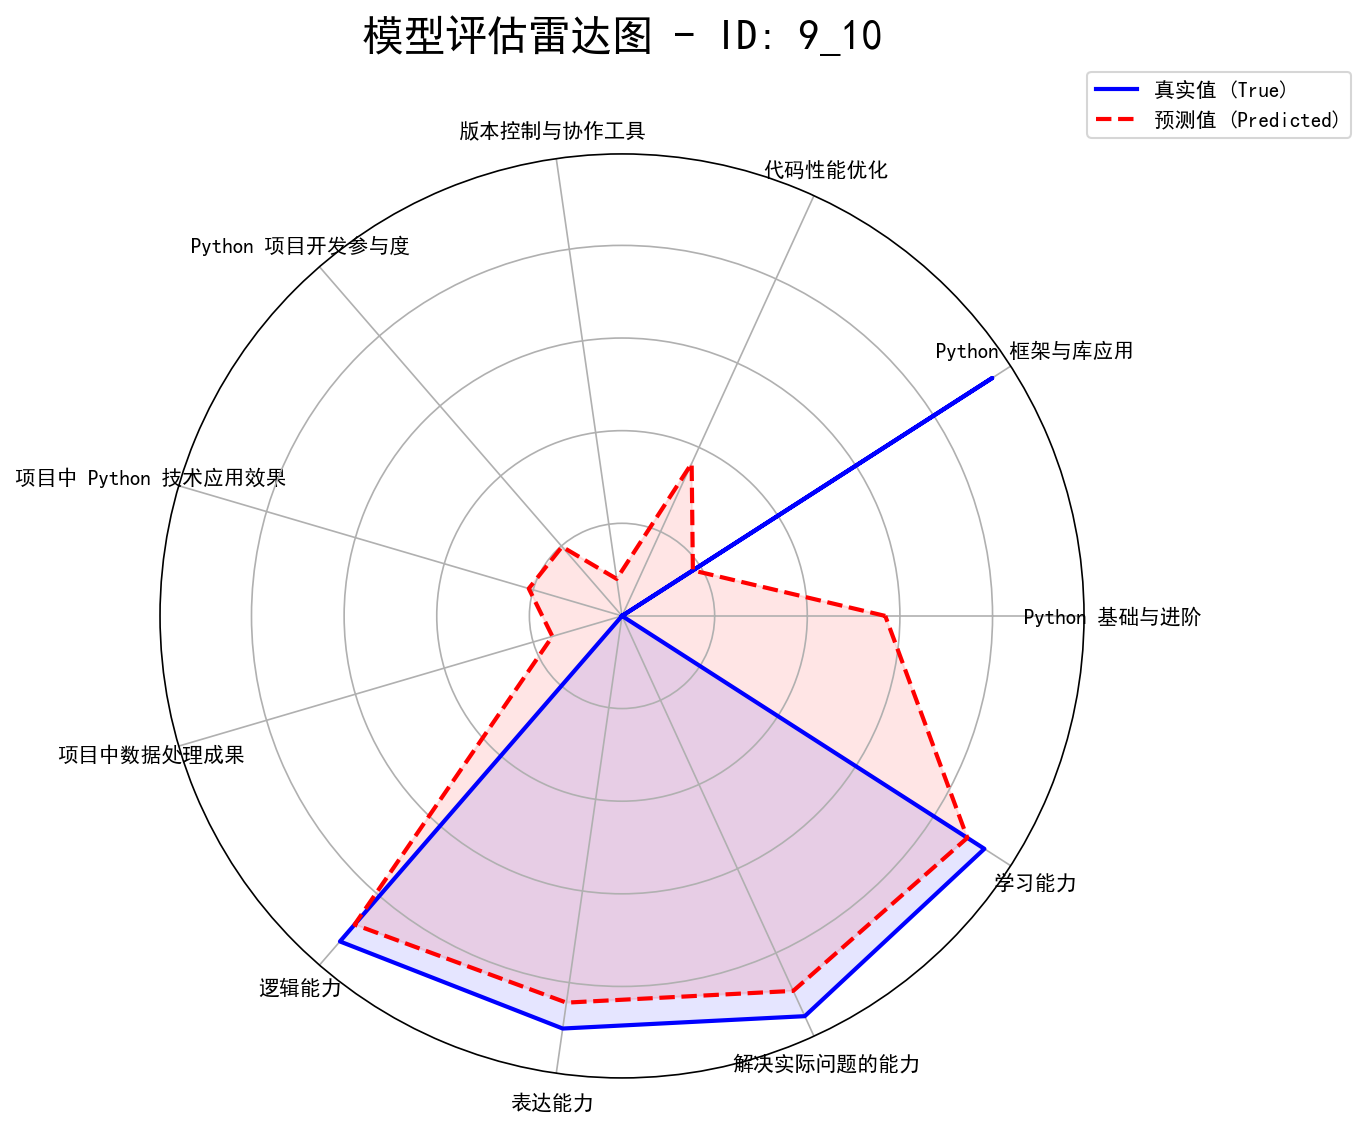 模型评估雷达图 - ID: 9_10
真实值 (True)
预测值 (Predicted)
版本控制与协作工具
代码性能优化
Python 项目开发参与度
Python 框架与库应用
项目中 Python 技术应用效果
Python 基础与进阶
项目中数据处理成果
学习能力
逻辑能力
解决实际问题的能力
表达能力